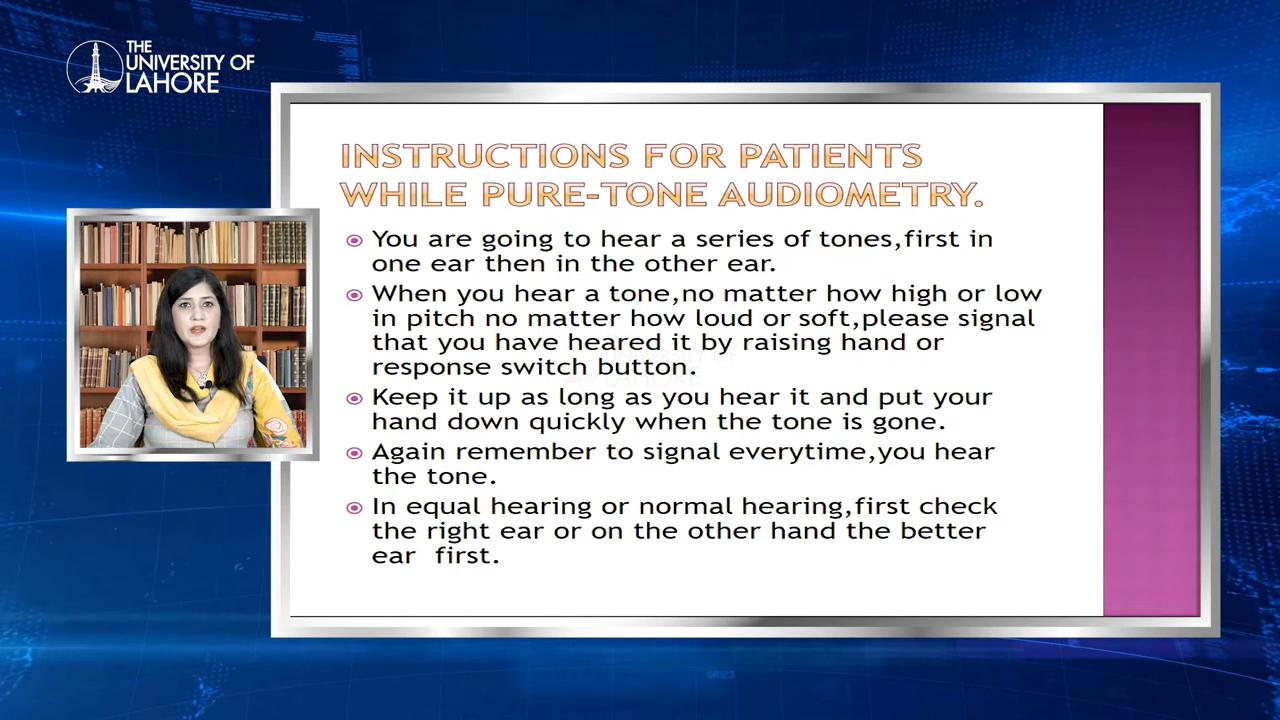 THE
UNIVERSITY OF
LAHORE
INSTRUCTIONS FOR PATIENTS
WHILE PURE-TONE AUDIOMETRY.
You are going to hear a series of tones,first in
one ear then in the other ear.
When you hear a tone,no matter how high or low
in pitch no matter how loud or soft,please signal
that you have heared it by raising hand or
response switch button.
Keep it up as long as you hear it and put your
hand down quickly when the tone is gone.
Again remember to signal everytime,you hear
the tone.
In equal hearing or normal hearing,first check
the right ear or on the other hand the better
ear first.